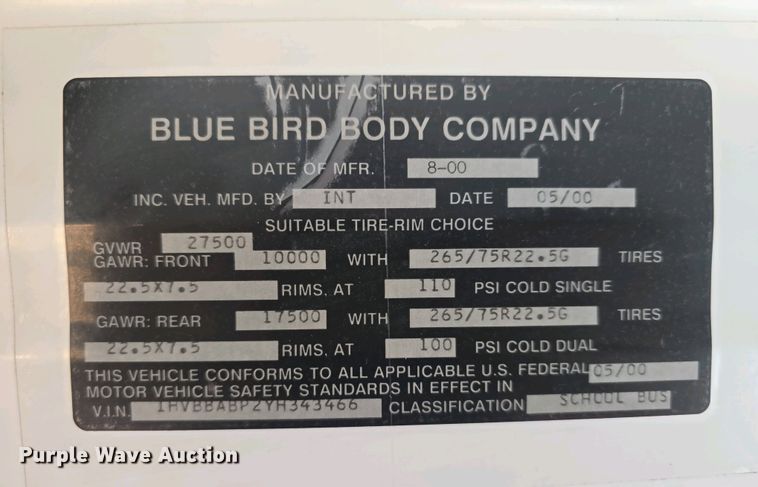 MANUFACTURED BY
BLUE BIRD BODY COMPANY
DATE OF MFR. 8-00
INC. VEH. MFD. BY INT DATE 05/00
SUITABLE TIRE-RIM CHOICE
GVWR 27500
GAWR: FRONT 10000 WITH 265/75R22.5G TIRES
22.5X7.5 RIMS, AT 110 PSI COLD SINGLE
GAWR: REAR 17500 WITH 265/75R22.5G TIRES
22.5X7.5 RIMS, AT 100 PSI COLD DUAL
THIS VEHICLE CONFORMS TO ALL APPLICABLE U.S. FEDERAL 05/00
MOTOR VEHICLE SAFETY STANDARDS IN EFFECT IN
V.I.N. 1HVBBABP2YH343466 CLASSIFICATION SCHOOL BUS
Purple Wave Auction